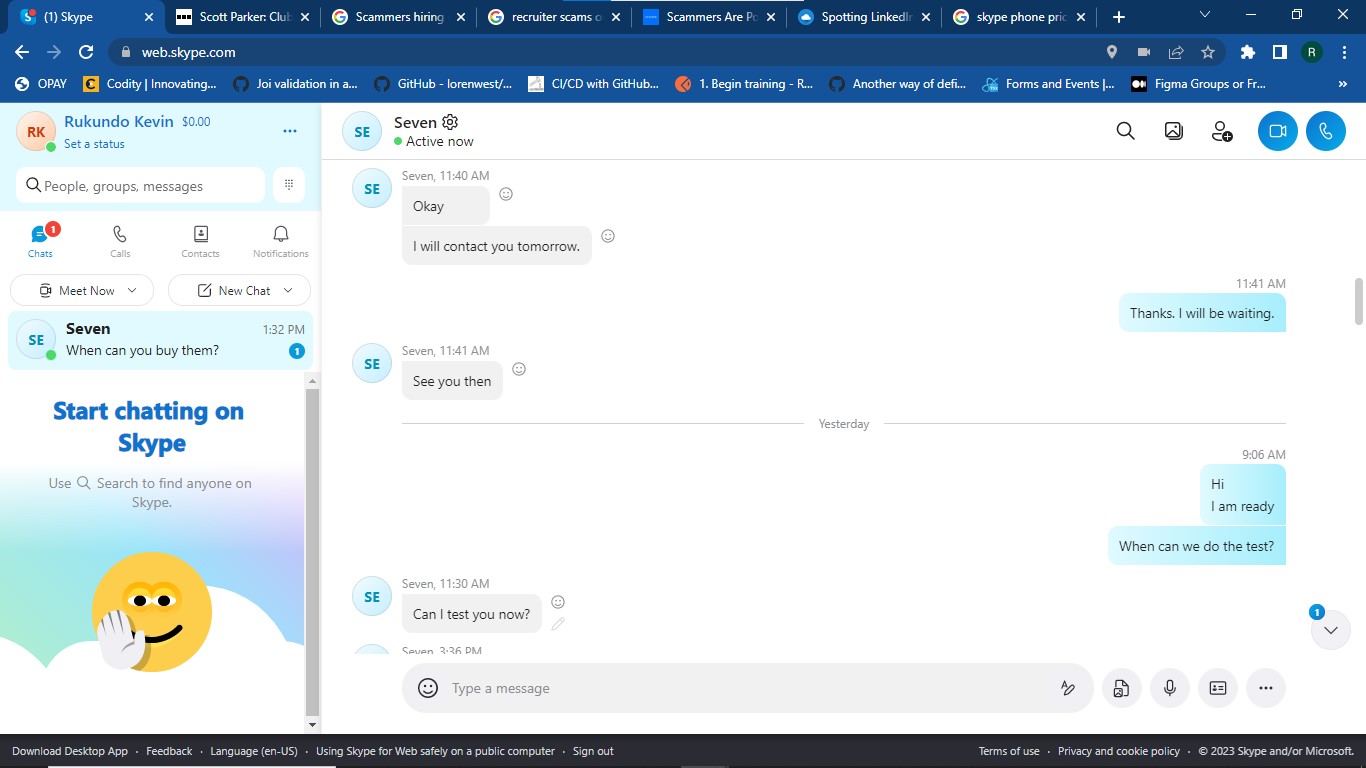 (1) Skype
Scott Parker: Club
Scammers hiring
recruiter scams o
Scammers Are Po
Spotting LinkedIn
skype phone pric
web.skype.com
R
OPAY
Codity | Innovating...
Joi validation in a...
GitHub - lorenwest/...
CI/CD with GitHub...
1. Begin training - R...
Another way of defi...
Forms and Events |...
Figma Groups or Fr...
»
RK
Rukundo Kevin $0.00
Set a status
People, groups, messages
1
Chats
Calls
Contacts
Notifications
Meet Now
New Chat
SE
Seven
1:32 PM
When can you buy them?
1
Start chatting on
Skype
Use Search to find anyone on
Skype.
SE
Seven
Active now
SE
Seven, 11:40 AM
Okay
I will contact you tomorrow.
11:41 AM
Thanks. I will be waiting.
SE
Seven, 11:41 AM
See you then
Yesterday
9:06 AM
Hi
I am ready
When can we do the test?
SE
Seven, 11:30 AM
Can I test you now?
Seven, 3:36 PM
1
Type a message
Download Desktop App · Feedback · Language (en-US) · Using Skype for Web safely on a public computer · Sign out
Terms of use · Privacy and cookie policy · © 2023 Skype and/or Microsoft.